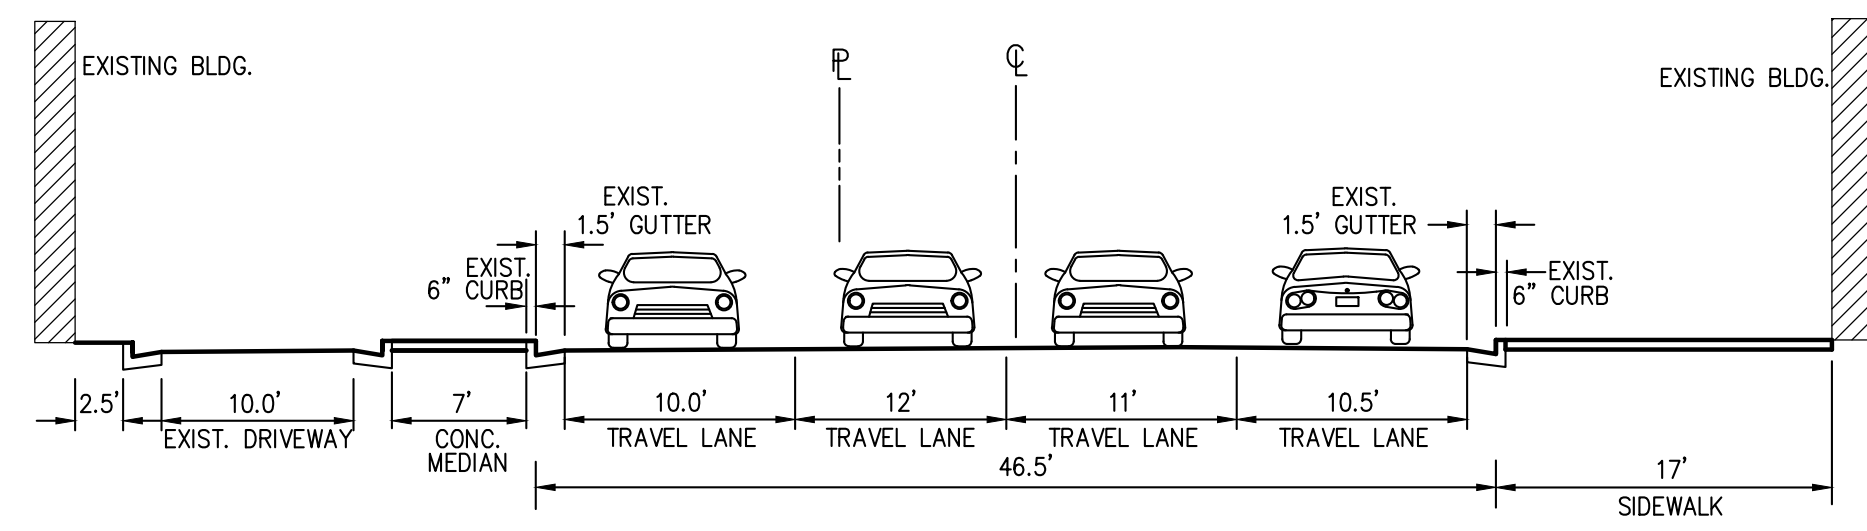 EXISTING BLDG.
PL
CL
EXISTING BLDG.
EXIST.
1.5' GUTTER
EXIST.
6" CURB
EXIST.
1.5' GUTTER
EXIST.
6" CURB
2.5'
10.0'
EXIST. DRIVEWAY
7'
CONC.
MEDIAN
10.0'
TRAVEL LANE
12'
TRAVEL LANE
11'
TRAVEL LANE
10.5'
TRAVEL LANE
46.5'
17'
SIDEWALK